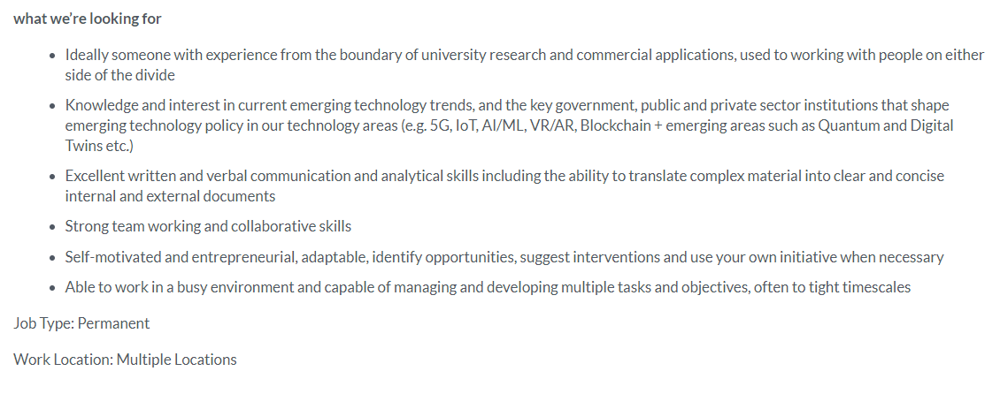 what we're looking for
• Ideally someone with experience from the boundary of university research and commercial applications, used to working with people on either
side of the divide
• Knowledge and interest in current emerging technology trends, and the key government, public and private sector institutions that shape
emerging technology policy in our technology areas (e.g. 5G, IoT, AI/ML, VR/AR, Blockchain + emerging areas such as Quantum and Digital
Twins etc.)
• Excellent written and verbal communication and analytical skills including the ability to translate complex material into clear and concise
internal and external documents
• Strong team working and collaborative skills
• Self-motivated and entrepreneurial, adaptable, identify opportunities, suggest interventions and use your own initiative when necessary
• Able to work in a busy environment and capable of managing and developing multiple tasks and objectives, often to tight timescales
Job Type: Permanent
Work Location: Multiple Locations